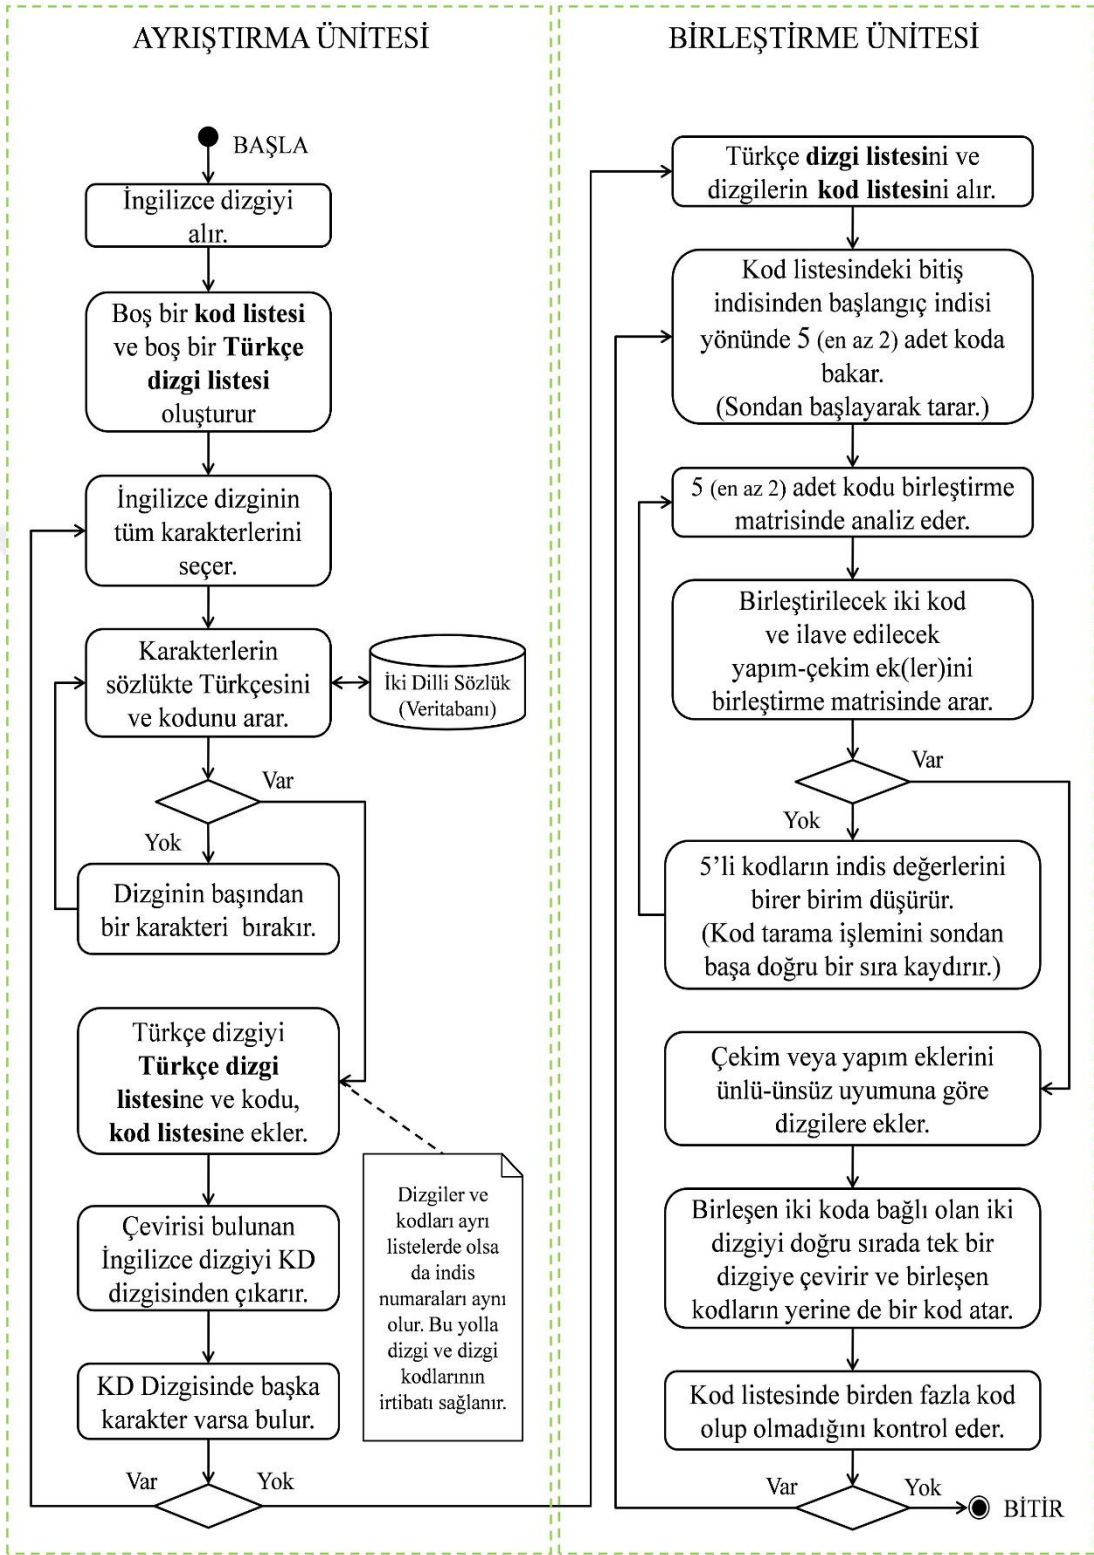 AYRIŞTIRMA ÜNİTESİ
BAŞLA
İngilizce dizgiyi
alır.
Boş bir kod listesi
ve boş bir Türkçe
dizgi listesi
oluşturur
İngilizce dizginin
tüm karakterlerini
seçer.
Karakterlerin
sözlükte Türkçesini
ve kodunu arar.
İki Dilli Sözlük
(Veritabanı)
Var
Yok
Dizginin başından
bir karakteri bırakır.
Türkçe dizgiyi
Türkçe dizgi
listesine ve kodu,
kod listesine ekler.
Dizgiler ve
kodları ayrı
listelerde olsa
da indis
numaraları aynı
olur. Bu yolla
dizgi ve dizgi
kodlarının
irtibatı sağlanır.
Çevirisi bulunan
İngilizce dizgiyi KD
dizgisinden çıkarır.
KD Dizgisinde başka
karakter varsa bulur.
Var
Yok
BİRLEŞTİRME ÜNİTESİ
Türkçe dizgi listesini ve
dizgilerin kod listesini alır.
Kod listesindeki bitiş
indisinden başlangıç indisi
yönünde 5 (en az 2) adet koda
bakar.
(Sondan başlayarak tarar.)
5 (en az 2) adet kodu birleştirme
matrisinde analiz eder.
Birleştirilecek iki kod
ve ilave edilecek
yapım-çekim ek(ler)ini
birleştirme matrisinde arar.
Var
Yok
5’li kodların indis değerlerini
birer birim düşürür.
(Kod tarama işlemini sondan
başa doğru bir sıra kaydırır.)
Çekim veya yapım eklerini
ünlü-ünsüz uyumuna göre
dizgilere ekler.
Birleşen iki koda bağlı olan iki
dizgiyi doğru sırada tek bir
dizgiye çevirir ve birleşen
kodların yerine de bir kod atar.
Kod listesinde birden fazla kod
olup olmadığını kontrol eder.
Var
Yok
BİTİR